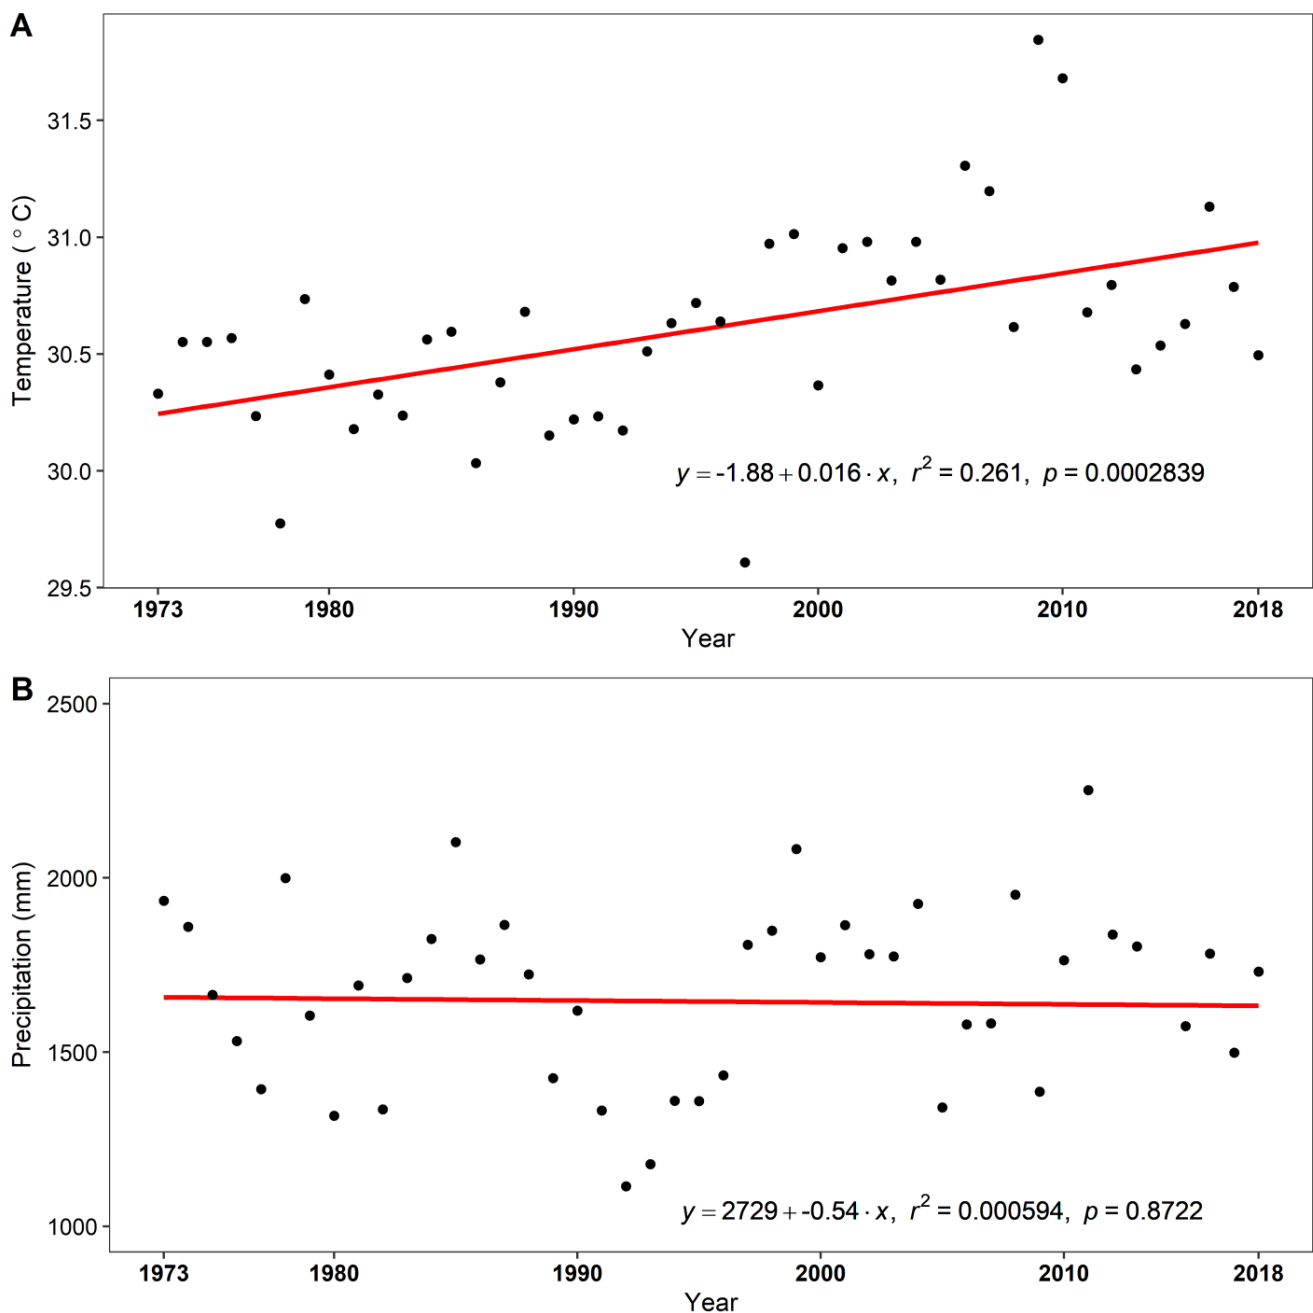 A
31.5
31.0
30.5
30.0
29.5
Temperature ( ° C)
y = -1.88 + 0.016 · x, r² = 0.261, p = 0.0002839
1973 1980 1990 2000 2010 2018
Year
B
2500
2000
1500
1000
Precipitation (mm)
y = 2729 + -0.54 · x, r² = 0.000594, p = 0.8722
1973 1980 1990 2000 2010 2018
Year